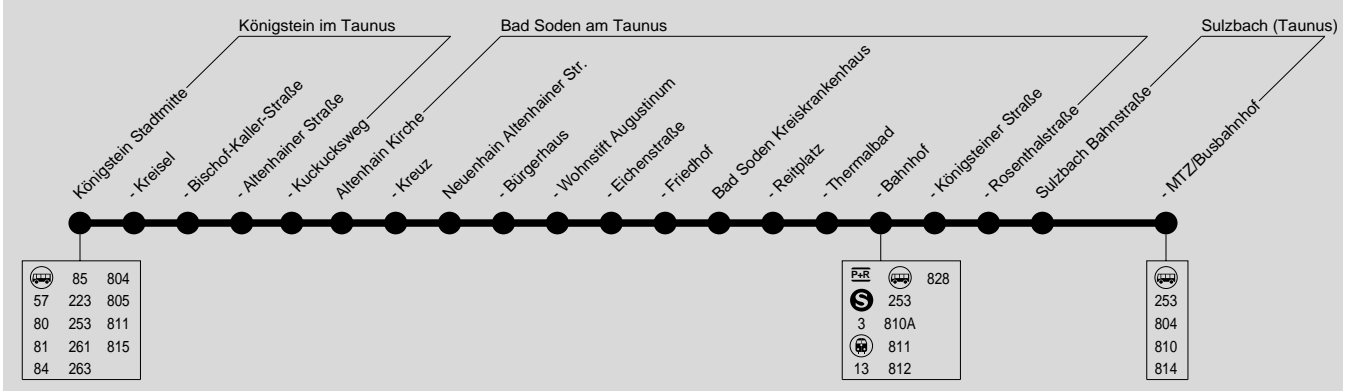 Königstein im Taunus
Bad Soden am Taunus
Sulzbach (Taunus)
Königstein Stadtmitte
- Kreisel
- Bischof-Kaller-Straße
- Altenhainer Straße
- Kuckucksweg
Altenhain Kirche
- Kreuz
Neuenhain Altenhainer Str.
- Bürgerhaus
- Wohnstift Augustinum
- Eichenstraße
- Friedhof
Bad Soden Kreiskrankenhaus
- Reitplatz
- Thermalbad
- Bahnhof
- Königsteiner Straße
- Rosenthalstraße
Sulzbach Bahnstraße
- MTZ/Busbahnhof
85 804
57 223 805
80 253 811
81 261 815
84 263
P+R 828
S 253
3 810A
811
13 812
253
804
810
814